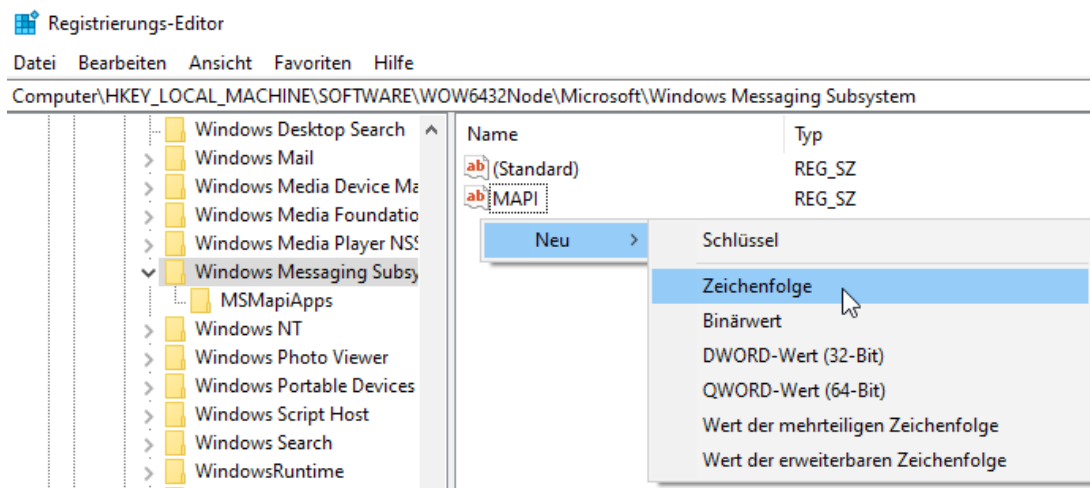 Registrierungs-Editor
Datei Bearbeiten Ansicht Favoriten Hilfe
Computer\HKEY_LOCAL_MACHINE\SOFTWARE\WOW6432Node\Microsoft\Windows Messaging Subsystem
Windows Desktop Search
Windows Mail
Windows Media Device Ma
Windows Media Foundatio
Windows Media Player NSS
Windows Messaging Subsy
MSMapiApps
Windows NT
Windows Photo Viewer
Windows Portable Devices
Windows Script Host
Windows Search
WindowsRuntime
Name Typ
ab (Standard) REG_SZ
ab MAPI REG_SZ
Neu
Schlüssel
Zeichenfolge
Binärwert
DWORD-Wert (32-Bit)
QWORD-Wert (64-Bit)
Wert der mehrteiligen Zeichenfolge
Wert der erweiterbaren Zeichenfolge